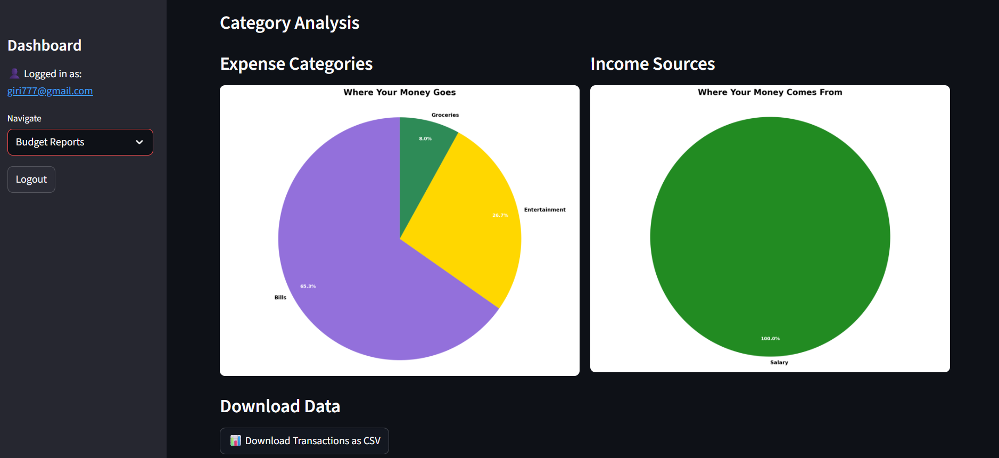 Dashboard
Logged in as:
giri777@gmail.com
Navigate
Budget Reports
Logout
Category Analysis
Expense Categories
Where Your Money Goes
Groceries
8.0%
Entertainment
26.7%
65.3%
Bills
Income Sources
Where Your Money Comes From
100.0%
Salary
Download Data
Download Transactions as CSV